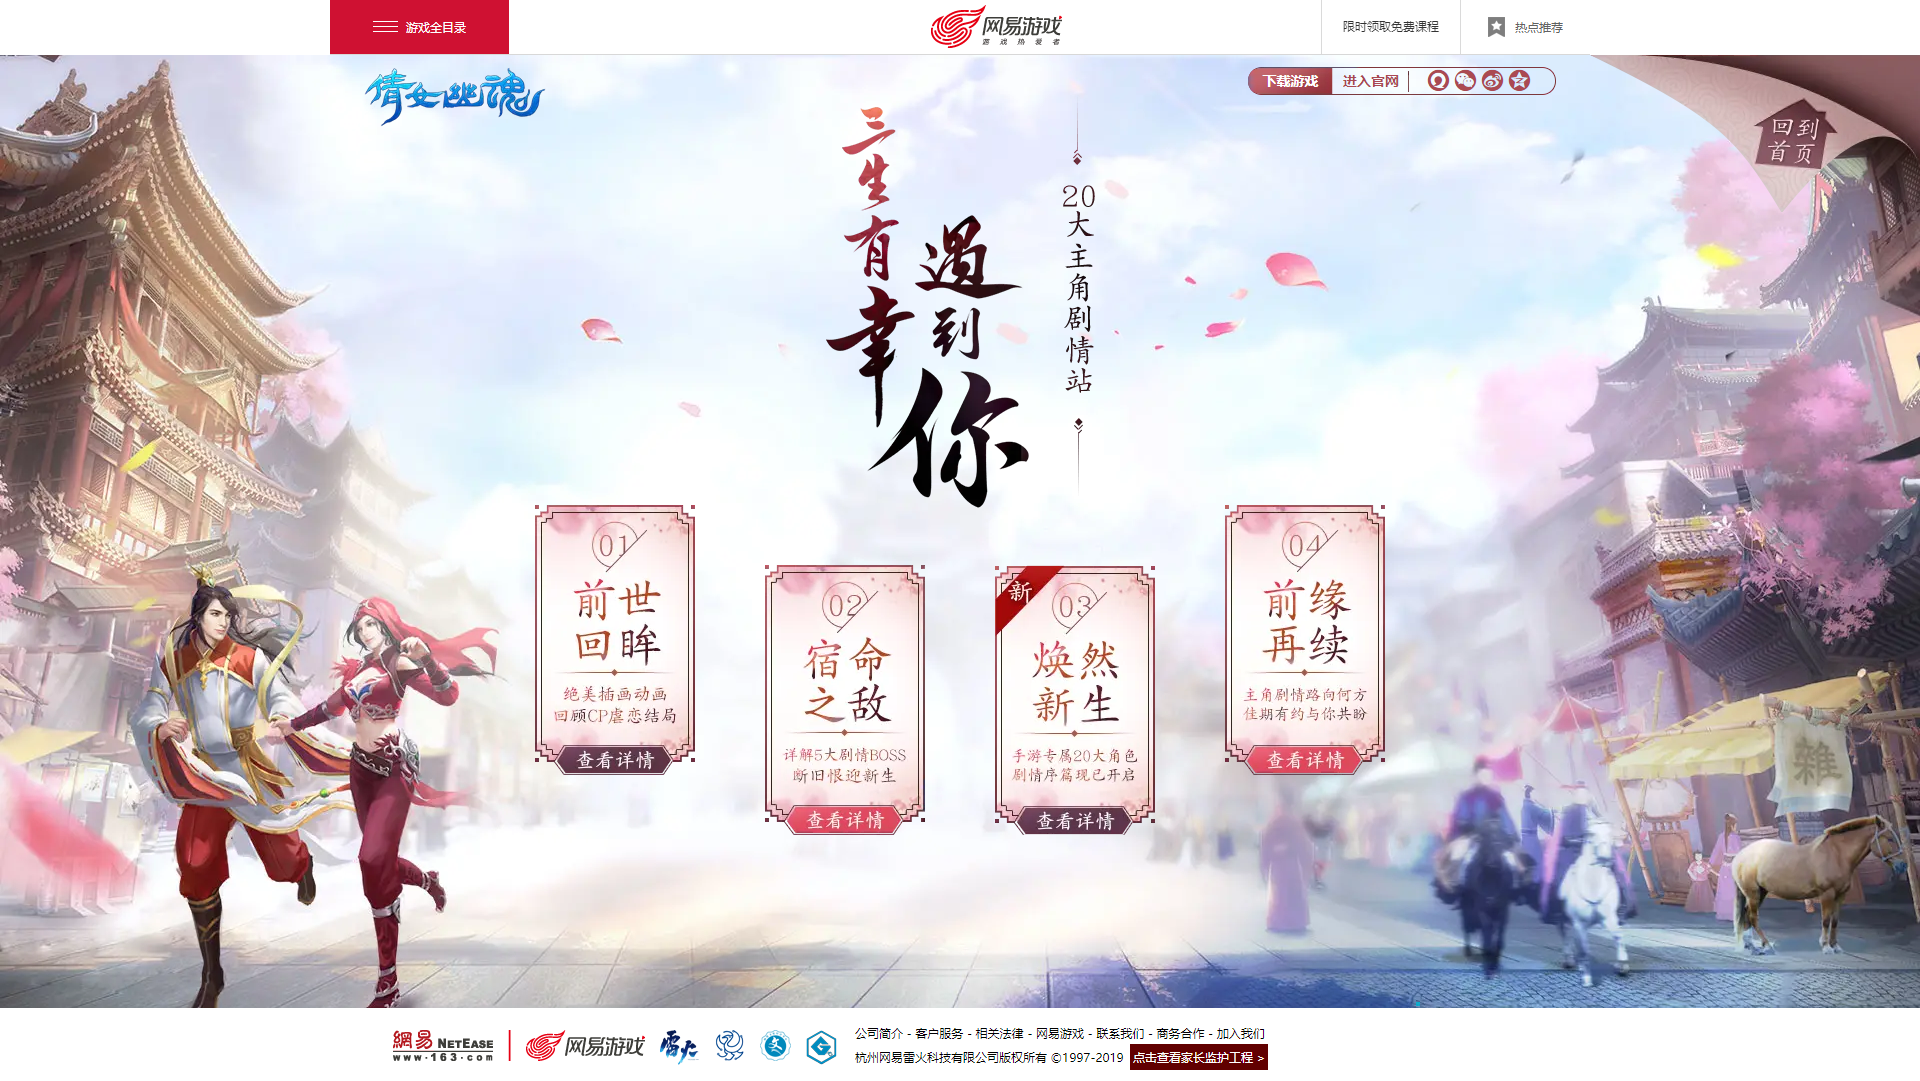 游戏全目录
网易游戏
游戏热爱者
限时领取免费课程
热点推荐
倩女幽魂
下载游戏
进入官网
回到
首页
三生有幸
遇到你
20大主角剧情站
01
前世
回眸
绝美插画动画
回顾CP虐恋结局
查看详情
02
宿命
之敌
详解5大剧情BOSS
断旧恨迎新生
查看详情
新
03
焕然
新生
手游专属20大角色
剧情序篇现已开启
查看详情
04
前缘
再续
主角剧情路向何方
佳期有约与你共盼
查看详情
雜
網易 NETEASE
www.163.com
网易游戏
雷火
文
公司简介 - 客户服务 - 相关法律 - 网易游戏 - 联系我们 - 商务合作 - 加入我们
杭州网易雷火科技有限公司版权所有 ©1997-2019
点击查看家长监护工程 >